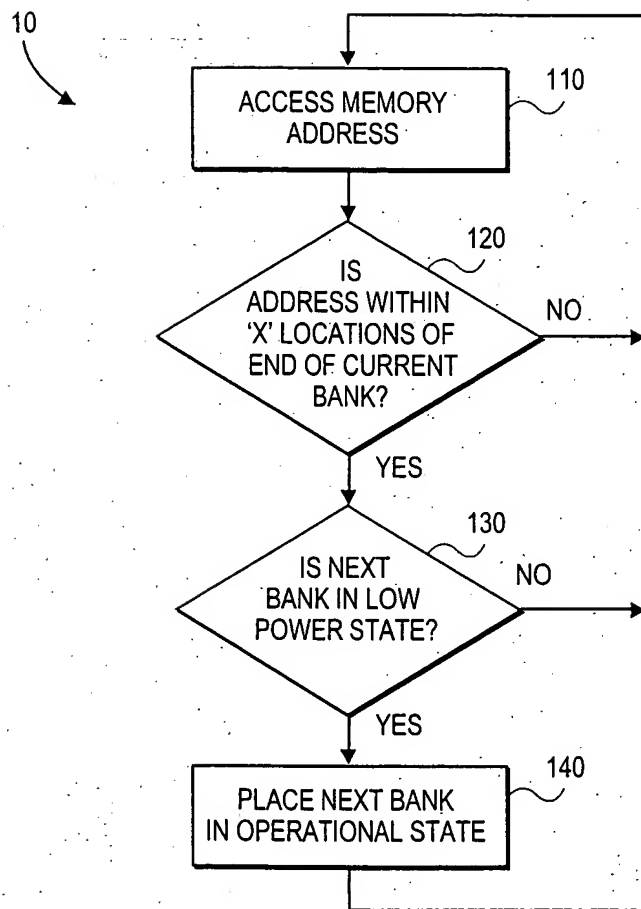 10
ACCESS MEMORY
ADDRESS
110
IS
ADDRESS WITHIN
'X' LOCATIONS OF
END OF CURRENT
BANK?
120
NO
YES
IS NEXT
BANK IN LOW
POWER STATE?
130
NO
YES
PLACE NEXT BANK
IN OPERATIONAL STATE
140